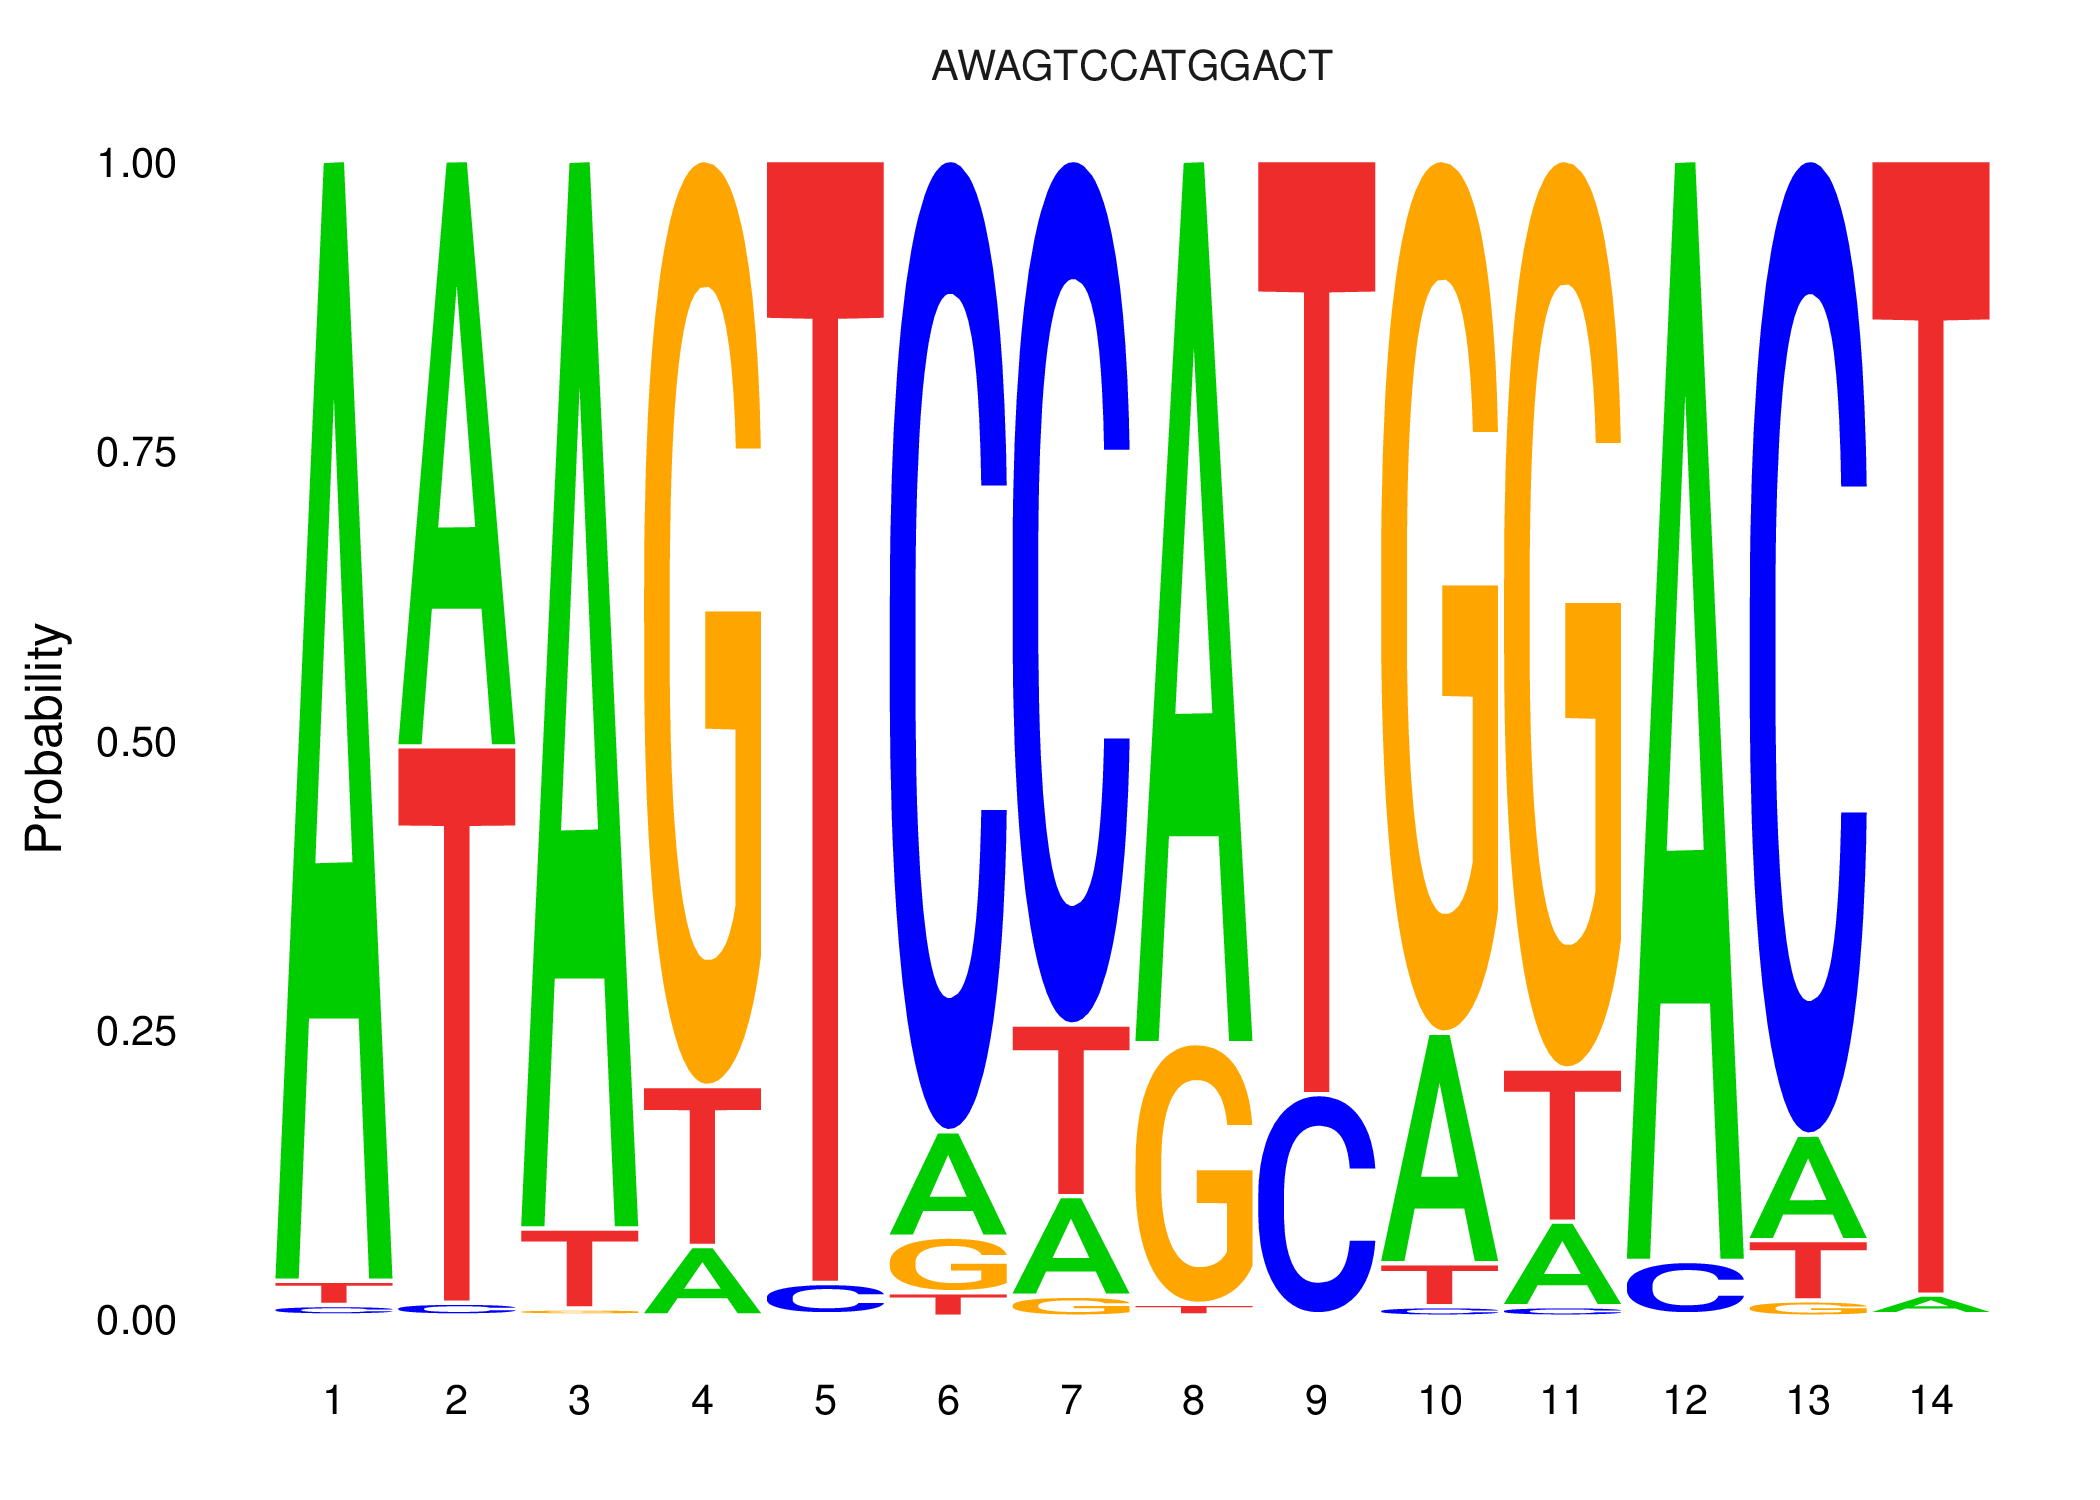 AWAGTCCATGGACT
Probability
1.00
0.75
0.50
0.25
0.00
A A A G T C C A T G G A C T
T T T T C A T G C A T C A A
C C G A G A T T A T
T G C C G
1 2 3 4 5 6 7 8 9 10 11 12 13 14